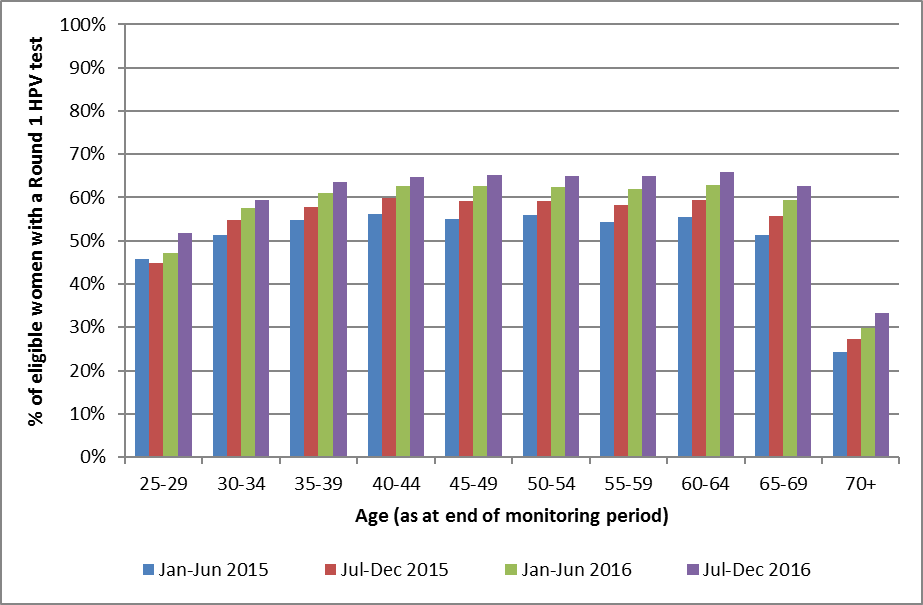 % of eligible women with a Round 1 HPV test
100%
90%
80%
70%
60%
50%
40%
30%
20%
10%
0%
25-29 30-34 35-39 40-44 45-49 50-54 55-59 60-64 65-69 70+
Age (as at end of monitoring period)
Jan-Jun 2015 Jul-Dec 2015 Jan-Jun 2016 Jul-Dec 2016